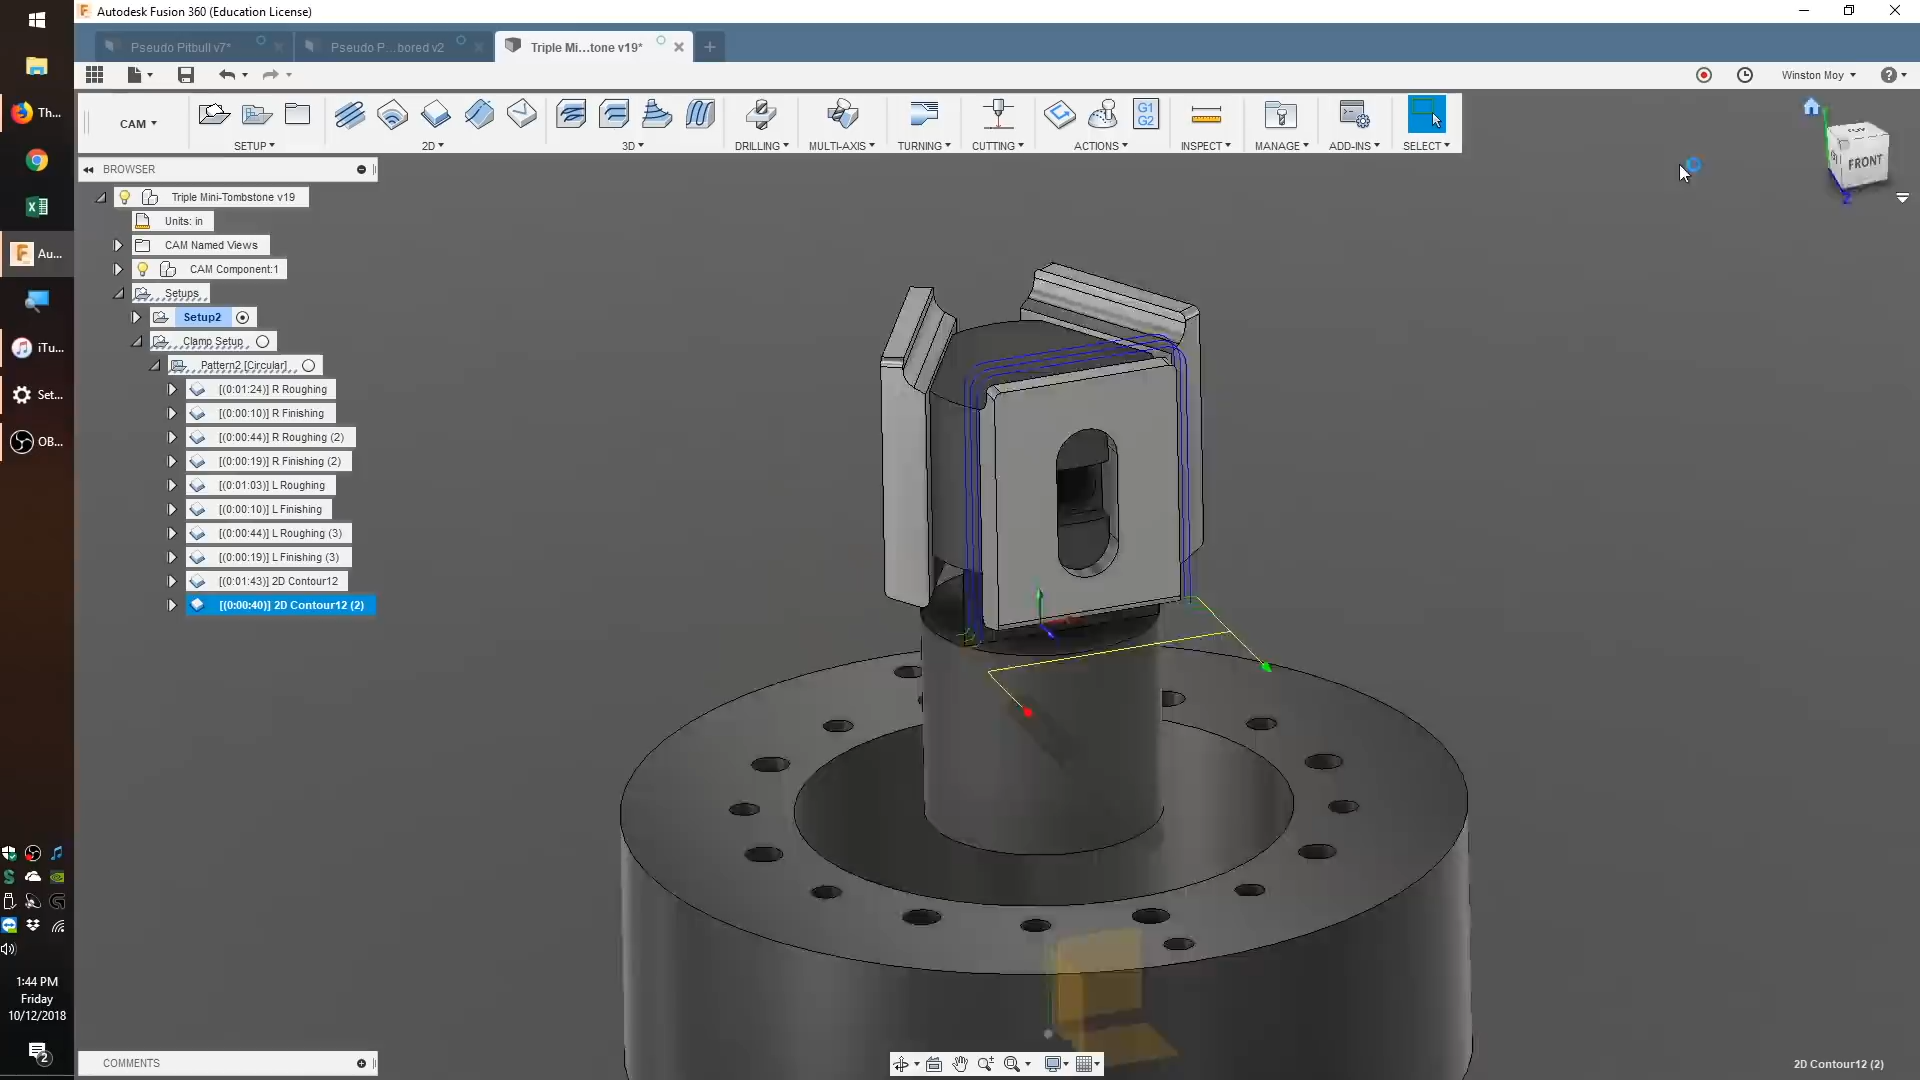 Autodesk Fusion 360 (Education License)
Pseudo Pitbull v7*
Pseudo P...bored v2
Triple Mi...tone v19*
Winston Moy
CAM
SETUP
2D
3D
DRILLING
MULTI-AXIS
TURNING
CUTTING
G1
G2
ACTIONS
INSPECT
MANAGE
ADD-INS
SELECT
BROWSER
Triple Mini-Tombstone v19
Units: in
CAM Named Views
CAM Component:1
Setups
Setup2
Clamp Setup
Pattern2 [Circular]
[(0:01:24)] R Roughing
[(0:00:10)] R Finishing
[(0:00:44)] R Roughing (2)
[(0:00:19)] R Finishing (2)
[(0:01:03)] L Roughing
[(0:00:10)] L Finishing
[(0:00:44)] L Roughing (3)
[(0:00:19)] L Finishing (3)
[(0:01:43)] 2D Contour12
[(0:00:40)] 2D Contour12 (2)
FRONT
Z
Th...
Au...
iTu...
Set...
OB...
1:44 PM
Friday
10/12/2018
2
COMMENTS
2D Contour12 (2)